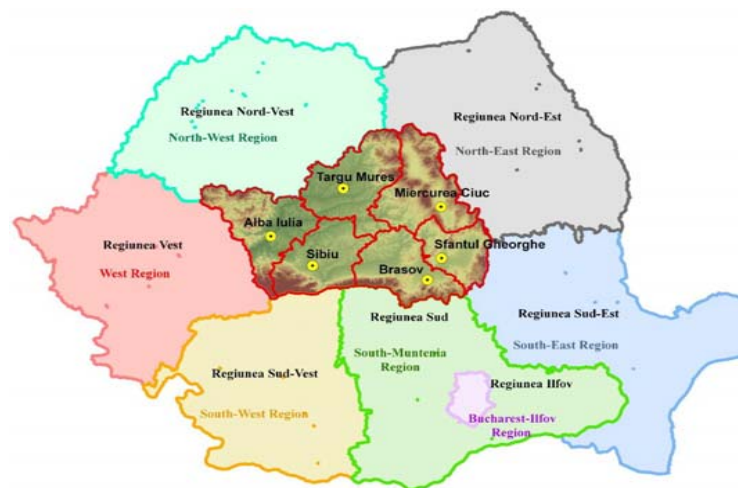 Regiunea Nord-Vest
North-West Region
Regiunea Nord-Est
North-East Region
Targu Mures
Miercurea Ciuc
Alba Iulia
Sibiu
Sfantul Gheorghe
Brasov
Regiunea Vest
West Region
Regiunea Sud
South-Muntenia
Region
Regiunea Sud-Est
South-East Region
Regiunea Sud-Vest
South-West Region
Regiunea Ilfov
Bucharest-Ilfov
Region